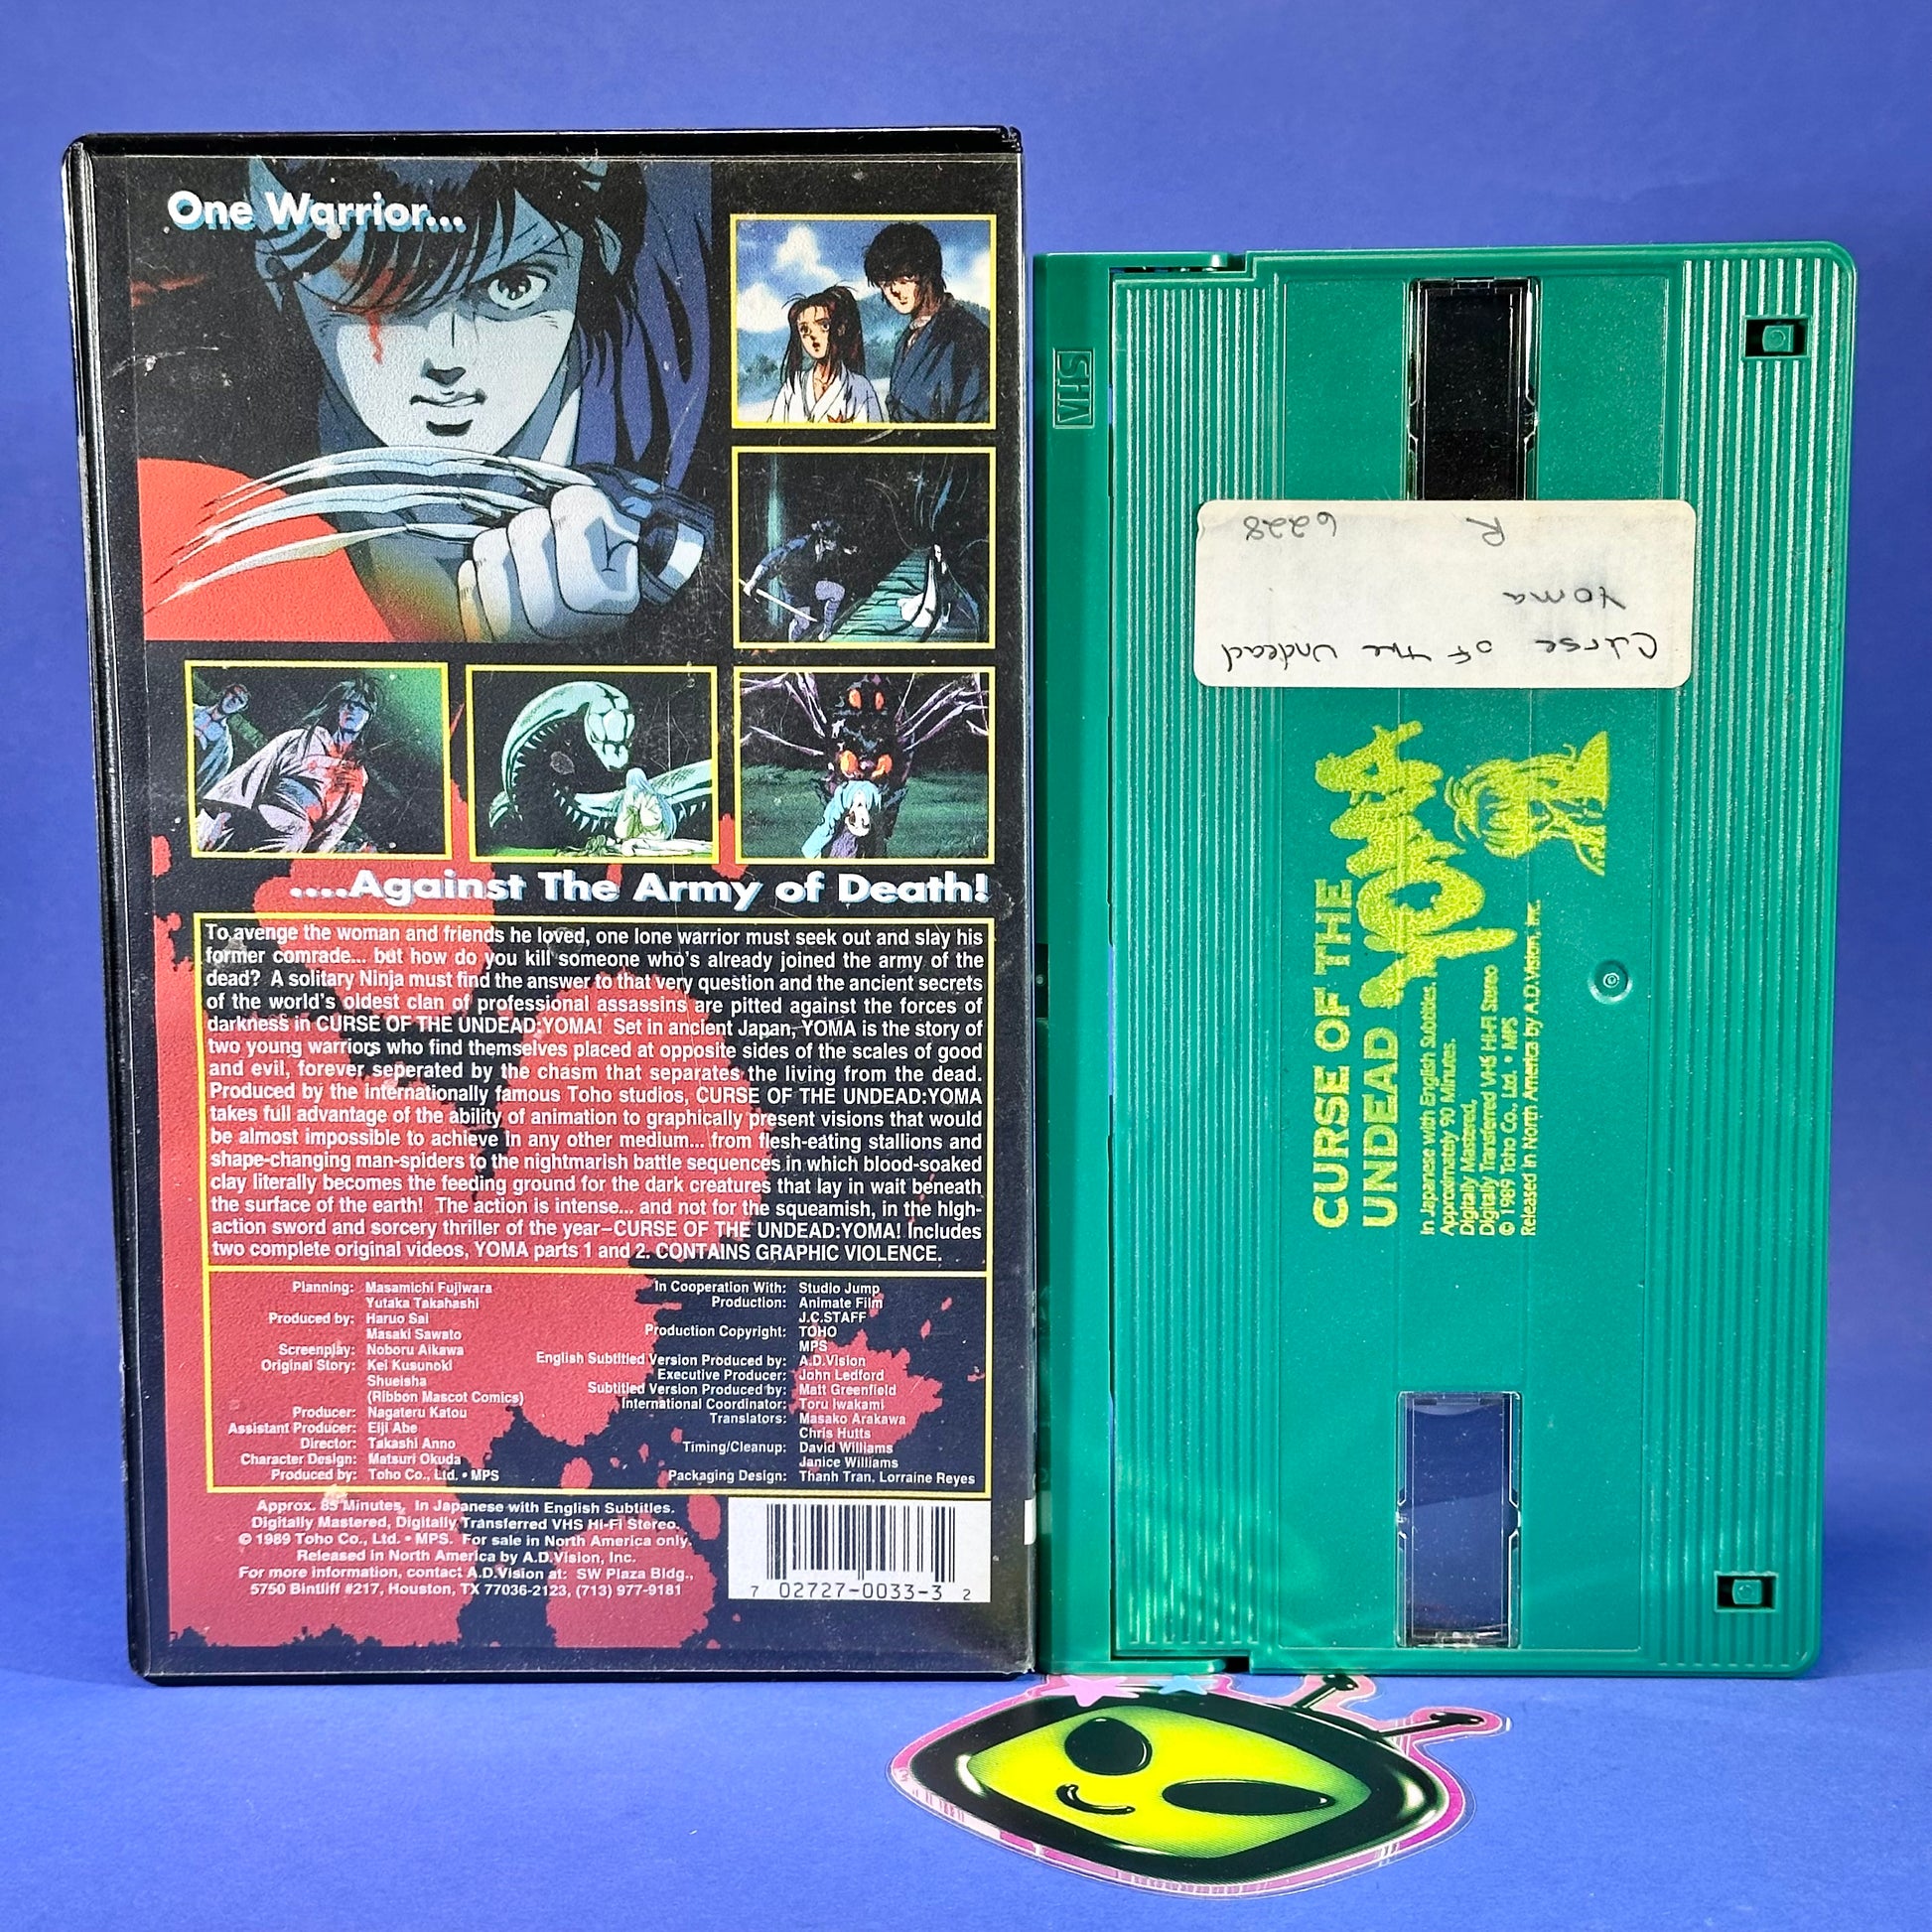 One Warrior...
....Against The Army of Death!
To avenge the woman and friends he loved, one lone warrior must seek out and slay his
former comrade... but how do you kill someone who's already joined the army of the
dead? A solitary Ninja must find the answer to that very question and the ancient secrets
of the world's oldest clan of professional assassins are pitted against the forces of
darkness in CURSE OF THE UNDEAD:YOMA! Set in ancient Japan, YOMA is the story of
two young warriors who find themselves placed at opposite sides of the scales of good
and evil, forever seperated by the chasm that separates the living from the dead.
Produced by the internationally famous Toho studios, CURSE OF THE UNDEAD:YOMA
takes full advantage of the ability of animation to graphically present visions that would
be almost impossible to achieve in any other medium... from flesh-eating stallions and
shape-changing man-spiders to the nightmarish battle sequences in which blood-soaked
clay literally becomes the feeding ground for the dark creatures that lay in wait beneath
the surface of the earth! The action is intense... and not for the squeamish, in the high-
action sword and sorcery thriller of the year–CURSE OF THE UNDEAD:YOMA! Includes
two complete original videos, YOMA parts 1 and 2. CONTAINS GRAPHIC VIOLENCE.
Planning: Masamichi Fujiwara
Yutaka Takahashi
Produced by: Haruo Sai
Masaki Sawato
Screenplay: Noboru Aikawa
Original Story: Kei Kusunoki
Shueisha
(Ribbon Mascot Comics)
Producer: Nagateru Katou
Assistant Producer: Eiji Abe
Director: Takashi Anno
Character Design: Matsuri Okuda
Produced by: Toho Co., Ltd. • MPS
In Cooperation With: Studio Jump
Production: Animate Film
J.C.STAFF
Production Copyright: TOHO
MPS
English Subtitled Version Produced by: A.D.Vision
Executive Producer: John Ledford
Subtitled Version Produced by: Matt Greenfield
International Coordinator: Toru Iwakami
Translators: Masako Arakawa
Chris Hutts
Timing/Cleanup: David Williams
Janice Williams
Packaging Design: Thanh Tran, Lorraine Reyes
Approx. 85 Minutes. In Japanese with English Subtitles.
Digitally Mastered, Digitally Transferred VHS Hi-Fi Stereo.
© 1989 Toho Co., Ltd. • MPS. For sale in North America only.
Released in North America by A.D.Vision, Inc.
For more information, contact A.D.Vision at: SW Plaza Bldg.,
5750 Bintliff #217, Houston, TX 77036-2123, (713) 977-9181
7 02727-0033-3 2
VHS
Curse of the Undead
Yoma
R 6228
CURSE OF THE
UNDEAD YOMA
In Japanese with English Subtitles.
Approximately 90 Minutes.
Digitally Mastered,
Digitally Transferred VHS Hi-Fi Stereo
© 1989 Toho Co., Ltd. • MPS
Released in North America by A.D.Vision, Inc.